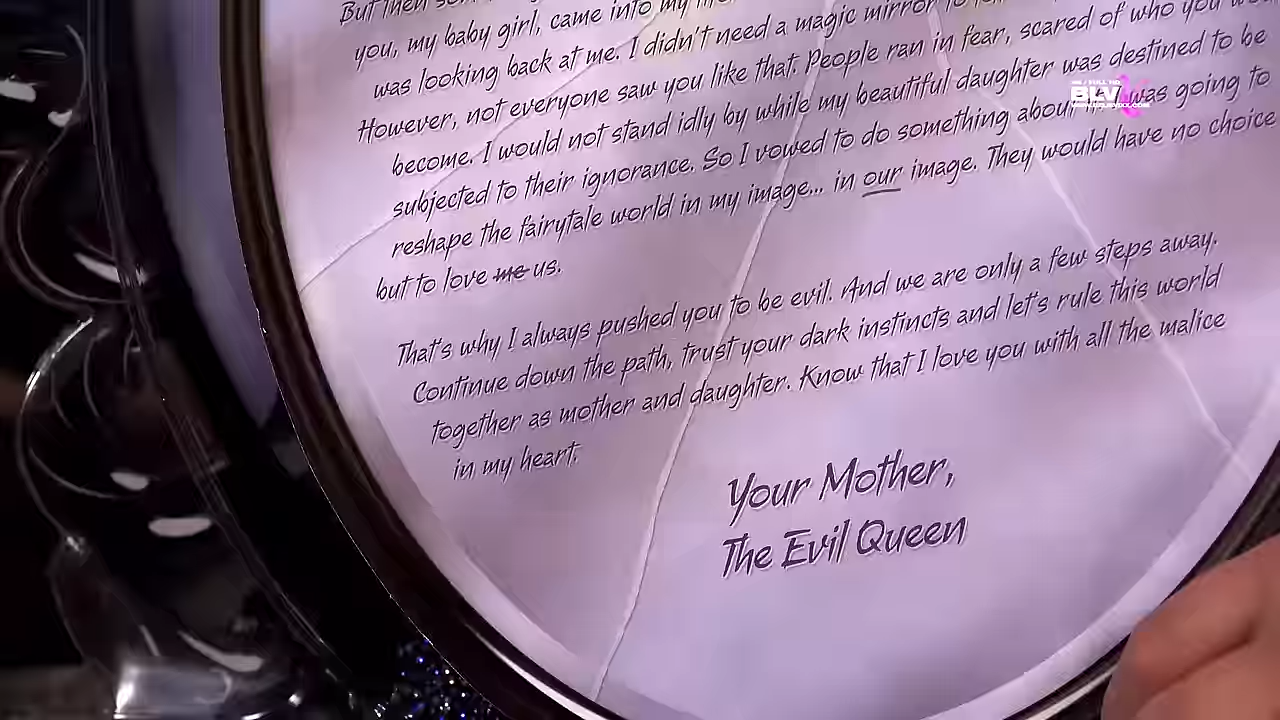 But then
you, my baby girl, came into my
was looking back at me. I didn't need a magic mirror to
However, not everyone saw you like that. People ran in fear, scared of who you
become. I would not stand idly by while my beautiful daughter was destined to be
subjected to their ignorance. So I vowed to do something about was going to
reshape the fairytale world in my image... in our image. They would have no choice
but to love me us.
That's why I always pushed you to be evil. And we are only a few steps away.
Continue down the path, trust your dark instincts and let's rule this world
together as mother and daughter. Know that I love you with all the malice
in my heart.
Your Mother,
The Evil Queen